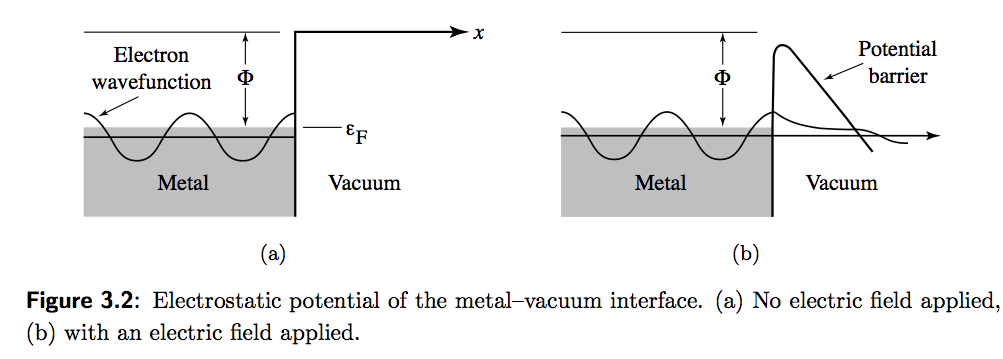 Electron
wavefunction
Φ
x
εF
Metal
Vacuum
(a)
Φ
Potential
barrier
Metal
Vacuum
(b)
Figure 3.2: Electrostatic potential of the metal–vacuum interface. (a) No electric field applied,
(b) with an electric field applied.